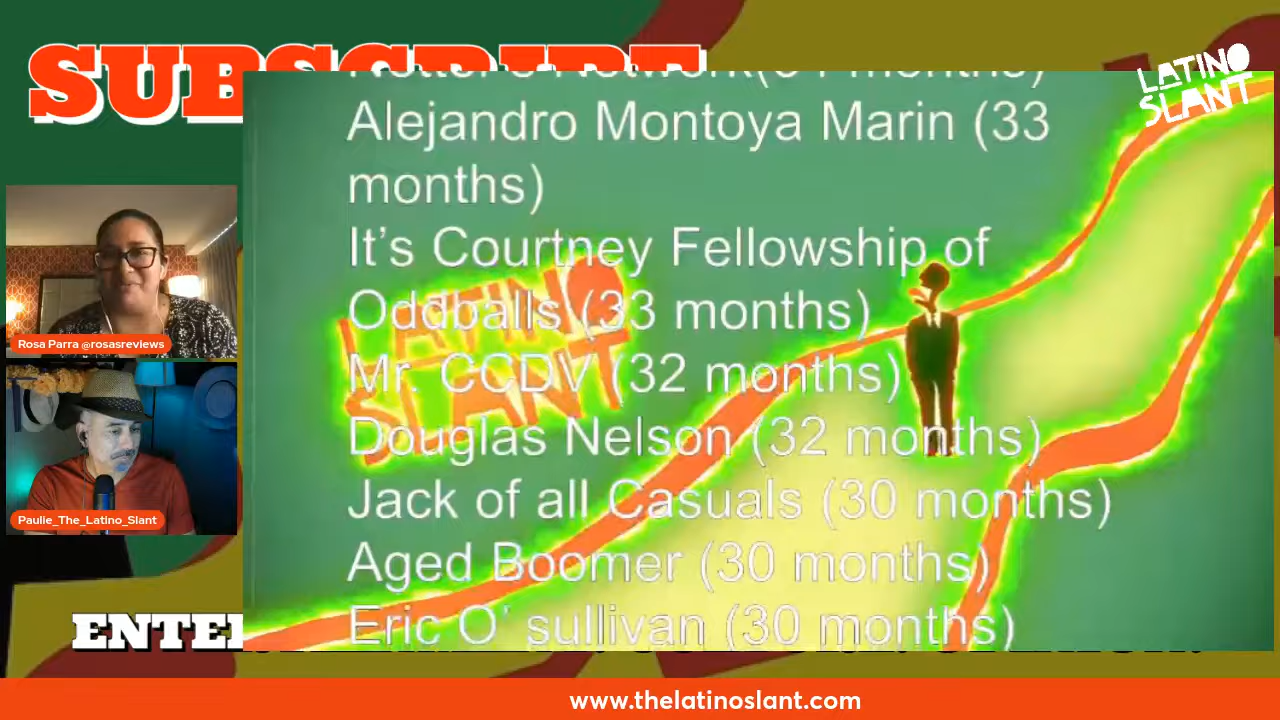 SUBSCRIBE
LATINO
SLANT
months)
Alejandro Montoya Marin (33
months)
It’s Courtney Fellowship of
Oddballs (33 months)
Mr. CCDV (32 months)
Douglas Nelson (32 months)
Jack of all Casuals (30 months)
Aged Boomer (30 months)
Eric O’ sullivan (30 months)
LATINO
SLANT
Rosa Parra @rosasreviews
Paulie_The_Latino_Slant
www.thelatinoslant.com